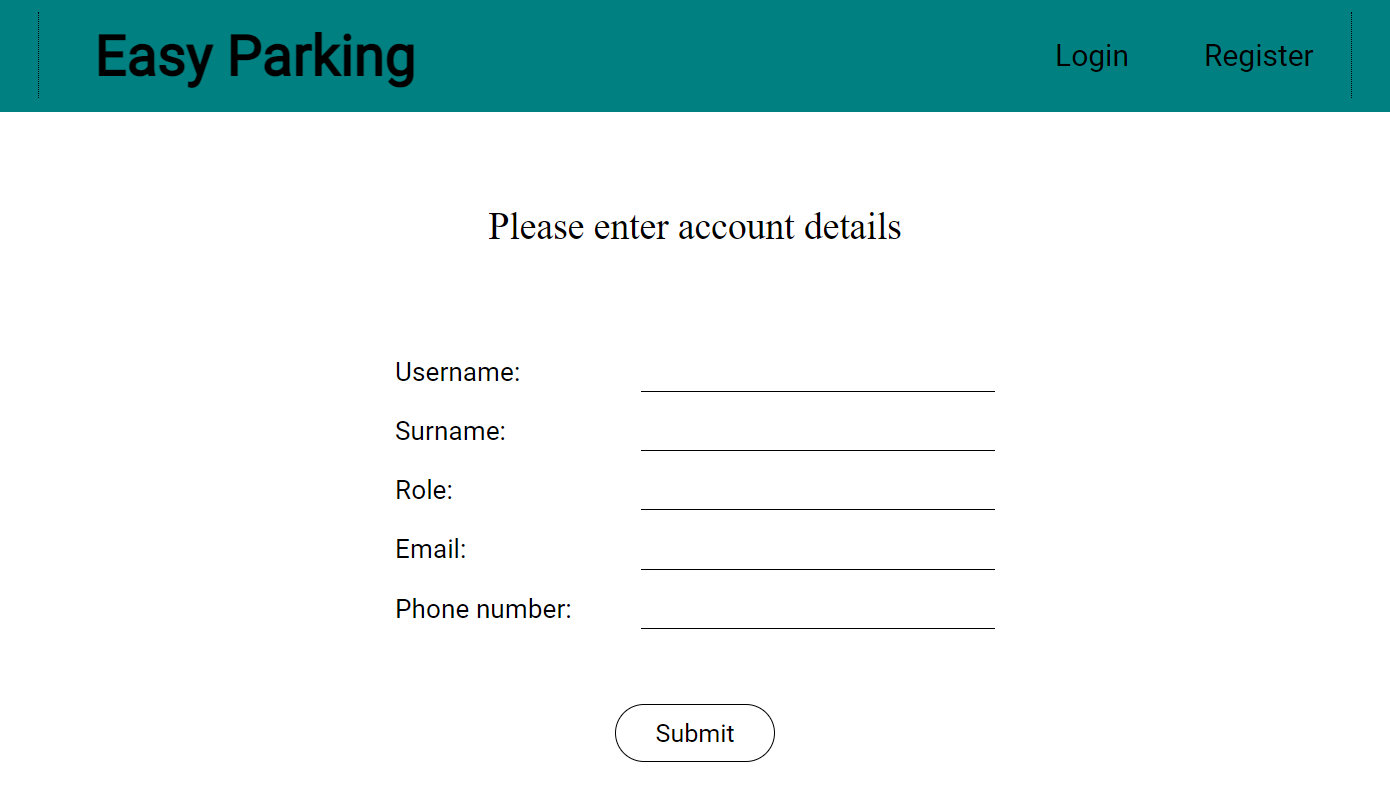 Easy Parking Login Register
Please enter account details
Username:
Surname:
Role:
Email:
Phone number:
Submit